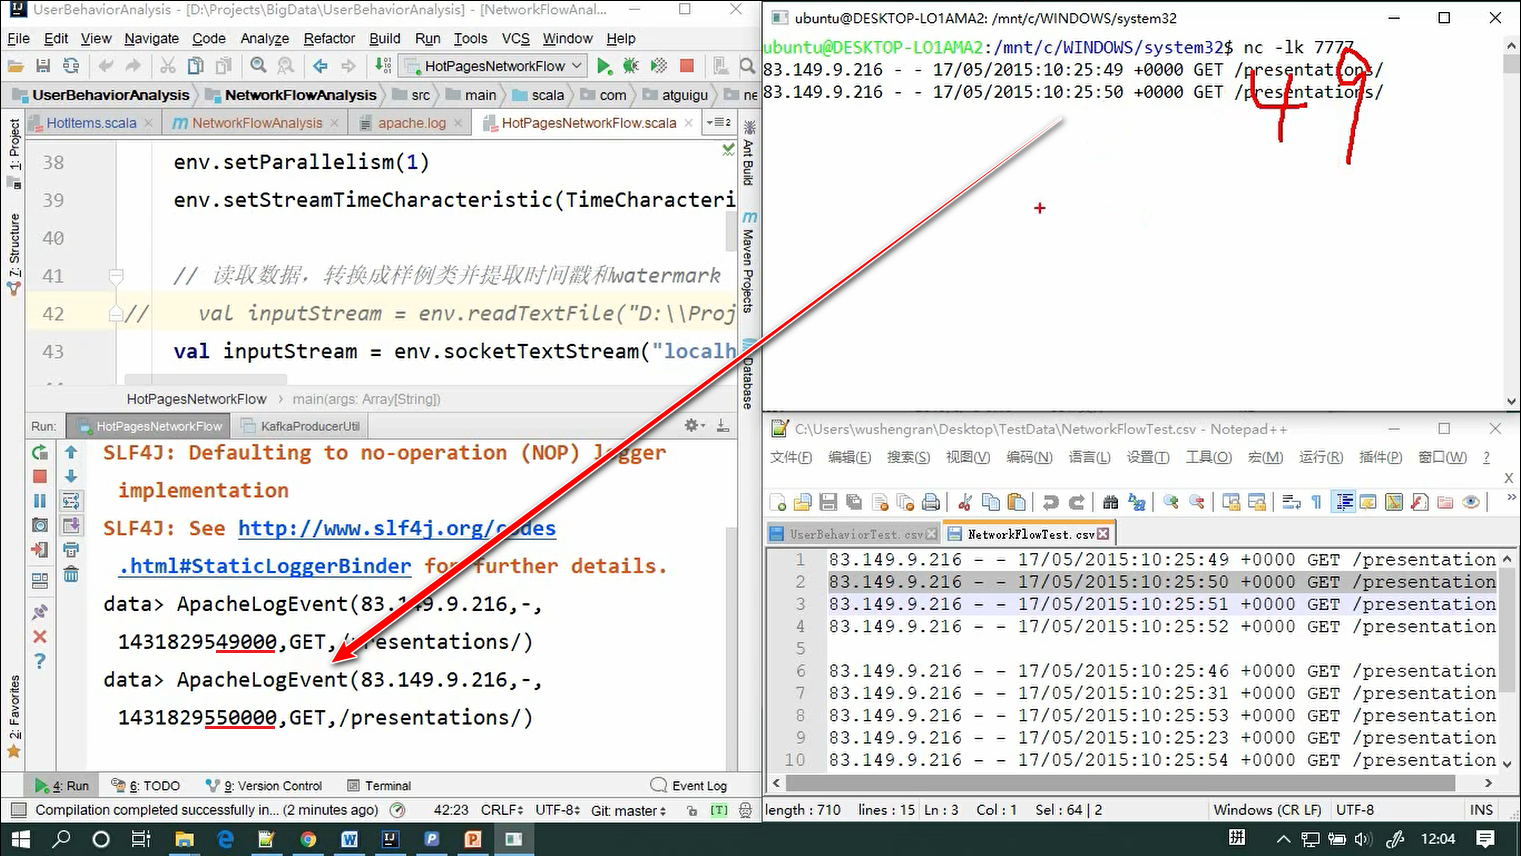 UserBehaviorAnalysis - [D:\Projects\BigData\UserBehaviorAnalysis] - [NetworkFlowAnal...
File Edit View Navigate Code Analyze Refactor Build Run Tools VCS Window Help
HotPagesNetworkFlow
UserBehaviorAnalysis NetworkFlowAnalysis src main scala com atguigu ne
HotItems.scala NetworkFlowAnalysis apache.log HotPagesNetworkFlow.scala
1: Project
7: Structure
2: Favorites
38 env.setParallelism(1)
39 env.setStreamTimeCharacteristic(TimeCharacteri
40
41 // 读取数据，转换成样例类并提取时间戳和watermark
42 // val inputStream = env.readTextFile("D:\\Proj
43 val inputStream = env.socketTextStream("localh
Ant Build
Maven Projects
Database
HotPagesNetworkFlow main(args: Array[String])
Run: HotPagesNetworkFlow KafkaProducerUtil
SLF4J: Defaulting to no-operation (NOP) logger
implementation
SLF4J: See http://www.slf4j.org/codes
.html#StaticLoggerBinder for further details.
data> ApacheLogEvent(83.149.9.216,-,
1431829549000,GET,/presentations/)
data> ApacheLogEvent(83.149.9.216,-,
1431829550000,GET,/presentations/)
4: Run 6: TODO 9: Version Control Terminal Event Log
Compilation completed successfully in... (2 minutes ago) 42:23 CRLF UTF-8 Git: master [T]
ubuntu@DESKTOP-LO1AMA2: /mnt/c/WINDOWS/system32
ubuntu@DESKTOP-LO1AMA2:/mnt/c/WINDOWS/system32$ nc -lk 7777
83.149.9.216 - - 17/05/2015:10:25:49 +0000 GET /presentations/
83.149.9.216 - - 17/05/2015:10:25:50 +0000 GET /presentations/
49
C:\Users\wushengran\Desktop\TestData\NetworkFlowTest.csv - Notepad++
文件(F) 编辑(E) 搜索(S) 视图(V) 编码(N) 语言(L) 设置(T) 工具(O) 宏(M) 运行(R) 插件(P) 窗口(W) ?
X
UserBehaviorTest.csv NetworkFlowTest.csv
1 83.149.9.216 - - 17/05/2015:10:25:49 +0000 GET /presentation
2 83.149.9.216 - - 17/05/2015:10:25:50 +0000 GET /presentation
3 83.149.9.216 - - 17/05/2015:10:25:51 +0000 GET /presentation
4 83.149.9.216 - - 17/05/2015:10:25:52 +0000 GET /presentation
5
6 83.149.9.216 - - 17/05/2015:10:25:46 +0000 GET /presentation
7 83.149.9.216 - - 17/05/2015:10:25:31 +0000 GET /presentation
8 83.149.9.216 - - 17/05/2015:10:25:53 +0000 GET /presentation
9 83.149.9.216 - - 17/05/2015:10:25:23 +0000 GET /presentation
10 83.149.9.216 - - 17/05/2015:10:25:54 +0000 GET /presentation
length : 710 lines : 15 Ln : 3 Col : 1 Sel : 64 | 2 Windows (CR LF) UTF-8 INS
拼 12:04